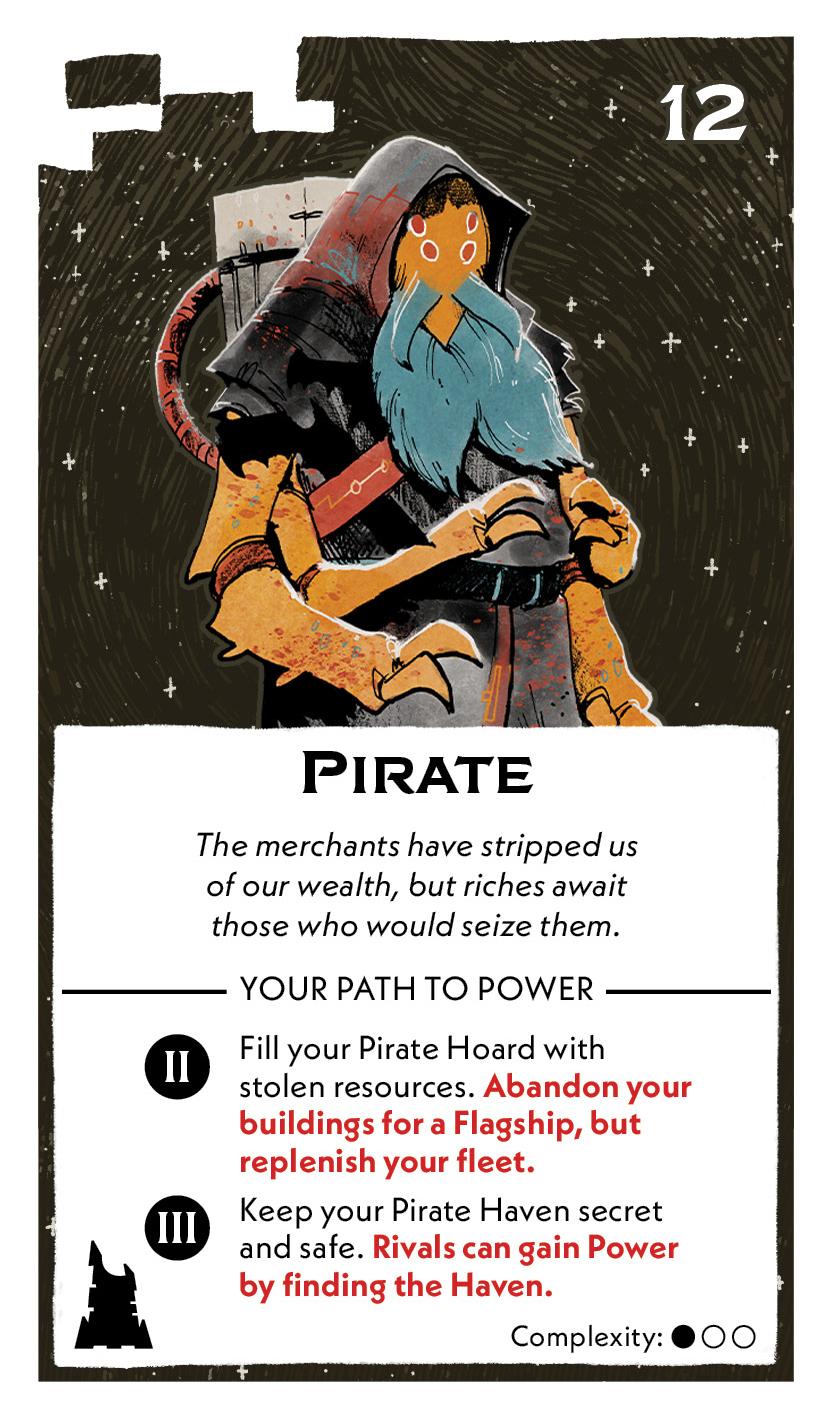 12
Pirate
The merchants have stripped us
of our wealth, but riches await
those who would seize them.
YOUR PATH TO POWER
II
Fill your Pirate Hoard with
stolen resources. Abandon your
buildings for a Flagship, but
replenish your fleet.
III
Keep your Pirate Haven secret
and safe. Rivals can gain Power
by finding the Haven.
Complexity: